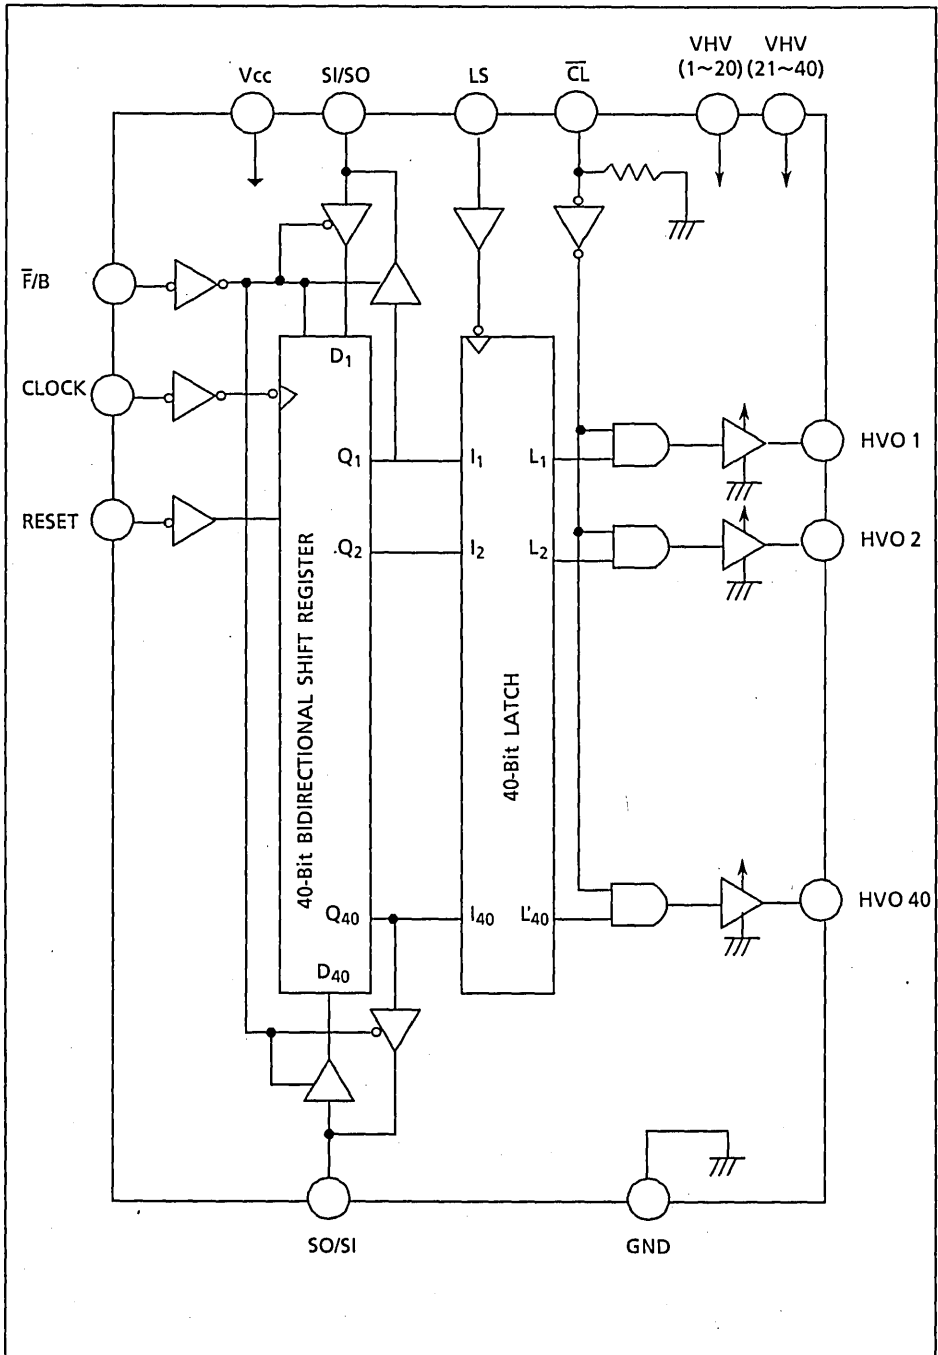 VHV VHV
(1~20) (21~40)
Vcc SI/SO LS C̅L̅
F̅/B
CLOCK
RESET
D₁
Q₁ I₁ L₁ HVO 1
Q₂ I₂ L₂ HVO 2
40-Bit BIDIRECTIONAL SHIFT REGISTER
40-Bit LATCH
Q₄₀ I₄₀ L₄₀ HVO 40
D₄₀
SO/SI GND